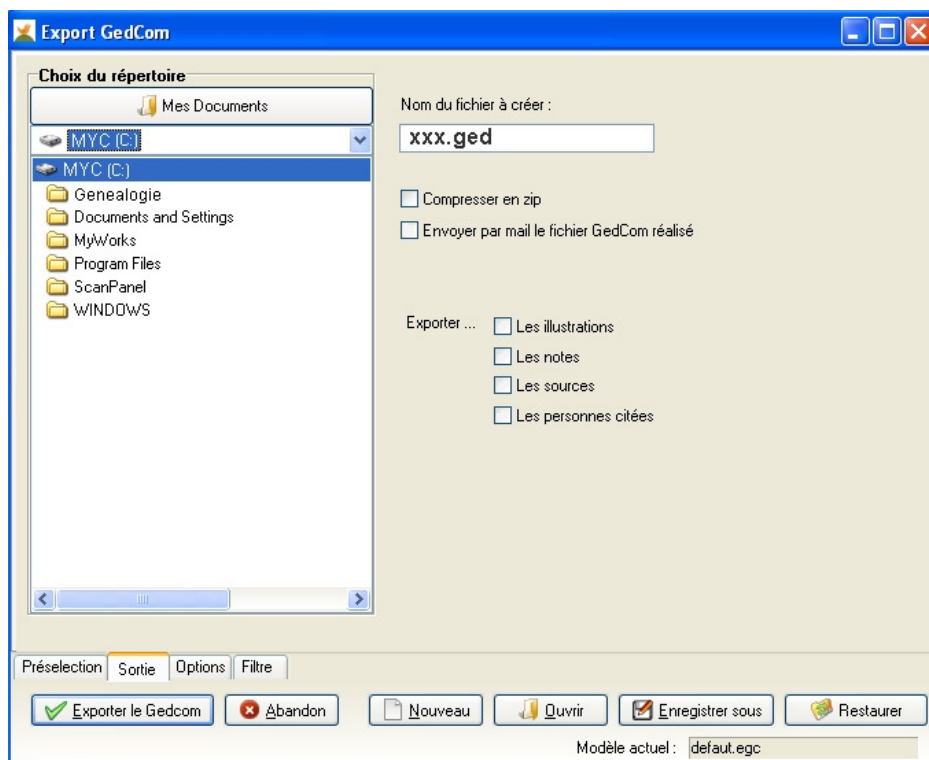 Export GedCom
Choix du répertoire
Mes Documents
MYC (C:)
MYC (C:)
Genealogie
Documents and Settings
MyWorks
Program Files
ScanPanel
WINDOWS
Nom du fichier à créer :
xxx.ged
Compresser en zip
Envoyer par mail le fichier GedCom réalisé
Exporter ...
Les illustrations
Les notes
Les sources
Les personnes citées
Présélection
Sortie
Options
Filtre
Exporter le Gedcom
Abandon
Nouveau
Ouvrir
Enregistrer sous
Restaurer
Modèle actuel :
defaut.egc